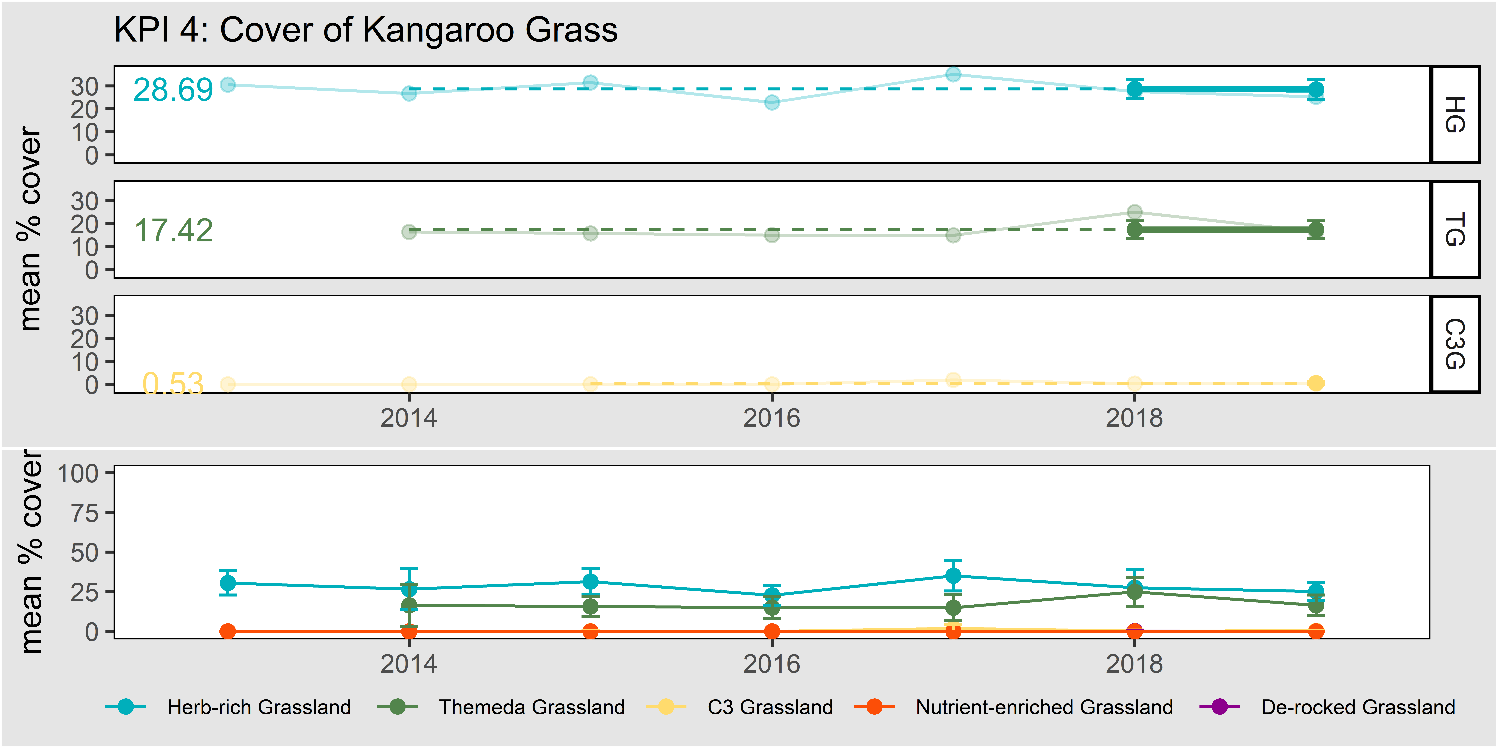 KPI 4: Cover of Kangaroo Grass
mean % cover
30
20
10
0
28.69
HG
30
20
10
0
17.42
TG
30
20
10
0
0.53
C3G
2014 2016 2018
mean % cover
100
75
50
25
0
2014 2016 2018
Herb-rich Grassland Themeda Grassland C3 Grassland Nutrient-enriched Grassland De-rocked Grassland